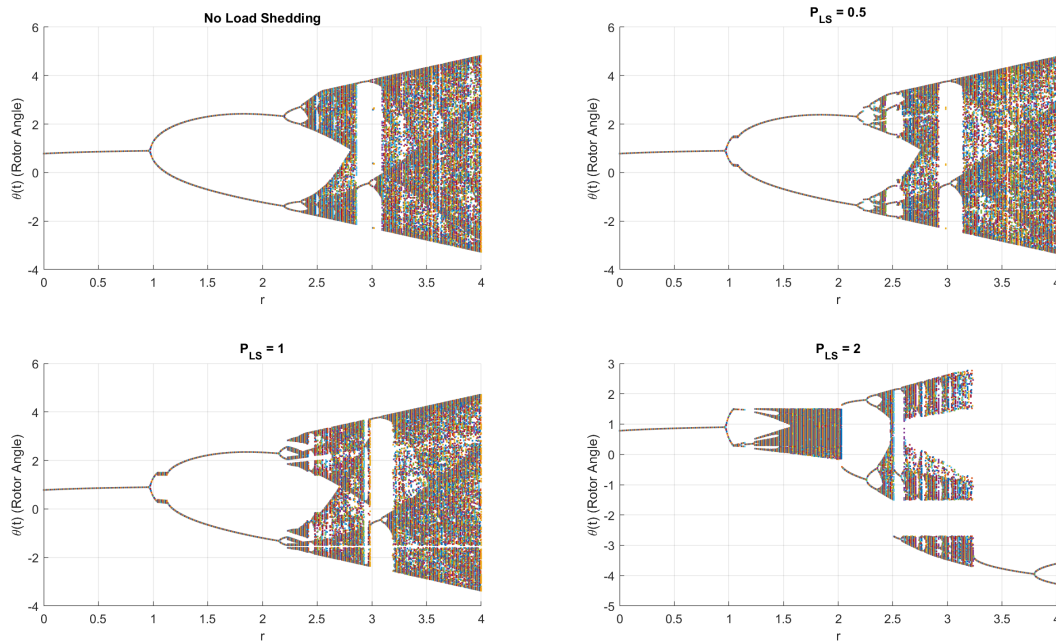 No Load Shedding
6
4
2
0
-2
-4
θ(t) (Rotor Angle)
0 0.5 1 1.5 2 2.5 3 3.5 4
r
P_LS = 0.5
6
4
2
0
-2
-4
θ(t) (Rotor Angle)
0 0.5 1 1.5 2 2.5 3 3.5 4
r
P_LS = 1
6
4
2
0
-2
-4
θ(t) (Rotor Angle)
0 0.5 1 1.5 2 2.5 3 3.5 4
r
P_LS = 2
3
2
1
0
-1
-2
-3
-4
-5
θ(t) (Rotor Angle)
0 0.5 1 1.5 2 2.5 3 3.5 4
r